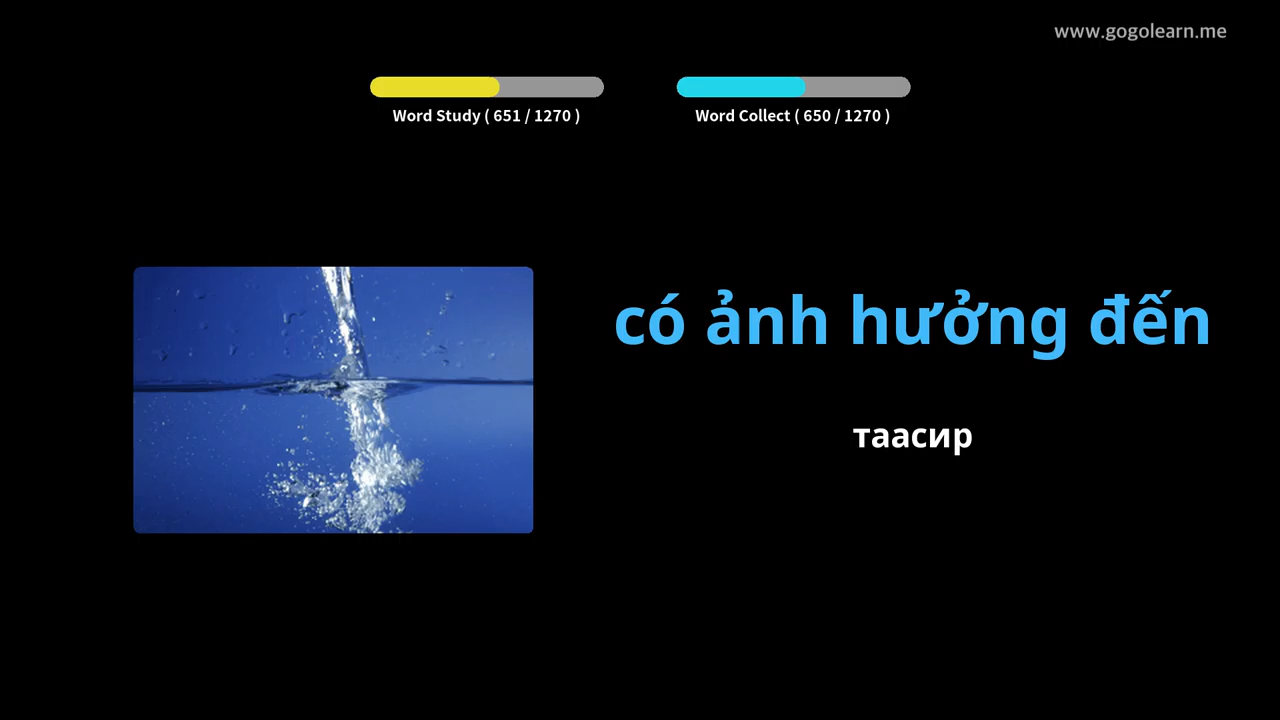 www.gogolearn.me
Word Study ( 651 / 1270 )
Word Collect ( 650 / 1270 )
có ảnh hưởng đến
таасир